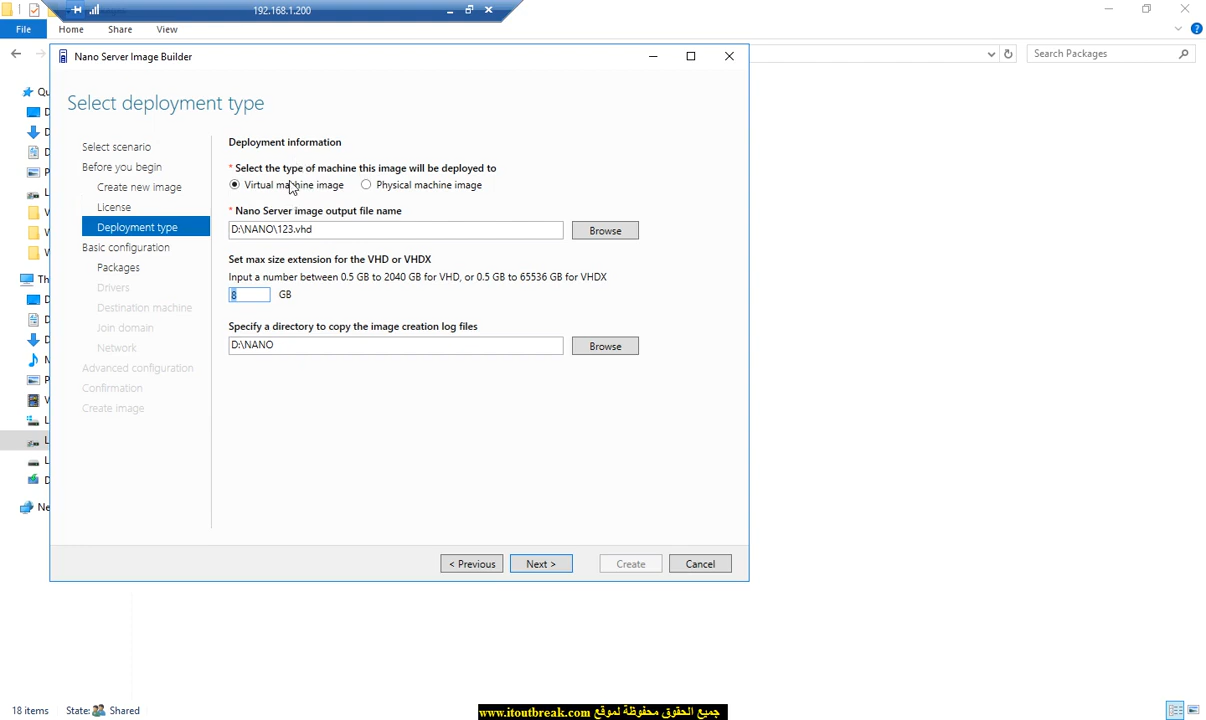 192.168.1.200
File
Home
Share
View
Search Packages
Nano Server Image Builder
Select deployment type
Select scenario
Before you begin
Create new image
License
Deployment type
Basic configuration
Packages
Drivers
Destination machine
Join domain
Network
Advanced configuration
Confirmation
Create image
Deployment information
* Select the type of machine this image will be deployed to
Virtual machine image
Physical machine image
* Nano Server image output file name
D:\NANO\123.vhd
Browse
Set max size extension for the VHD or VHDX
Input a number between 0.5 GB to 2040 GB for VHD, or 0.5 GB to 65536 GB for VHDX
8 GB
Specify a directory to copy the image creation log files
D:\NANO
Browse
< Previous
Next >
Create
Cancel
18 items
State: Shared
جميع الحقوق محفوظة لموقع www.itoutbreak.com